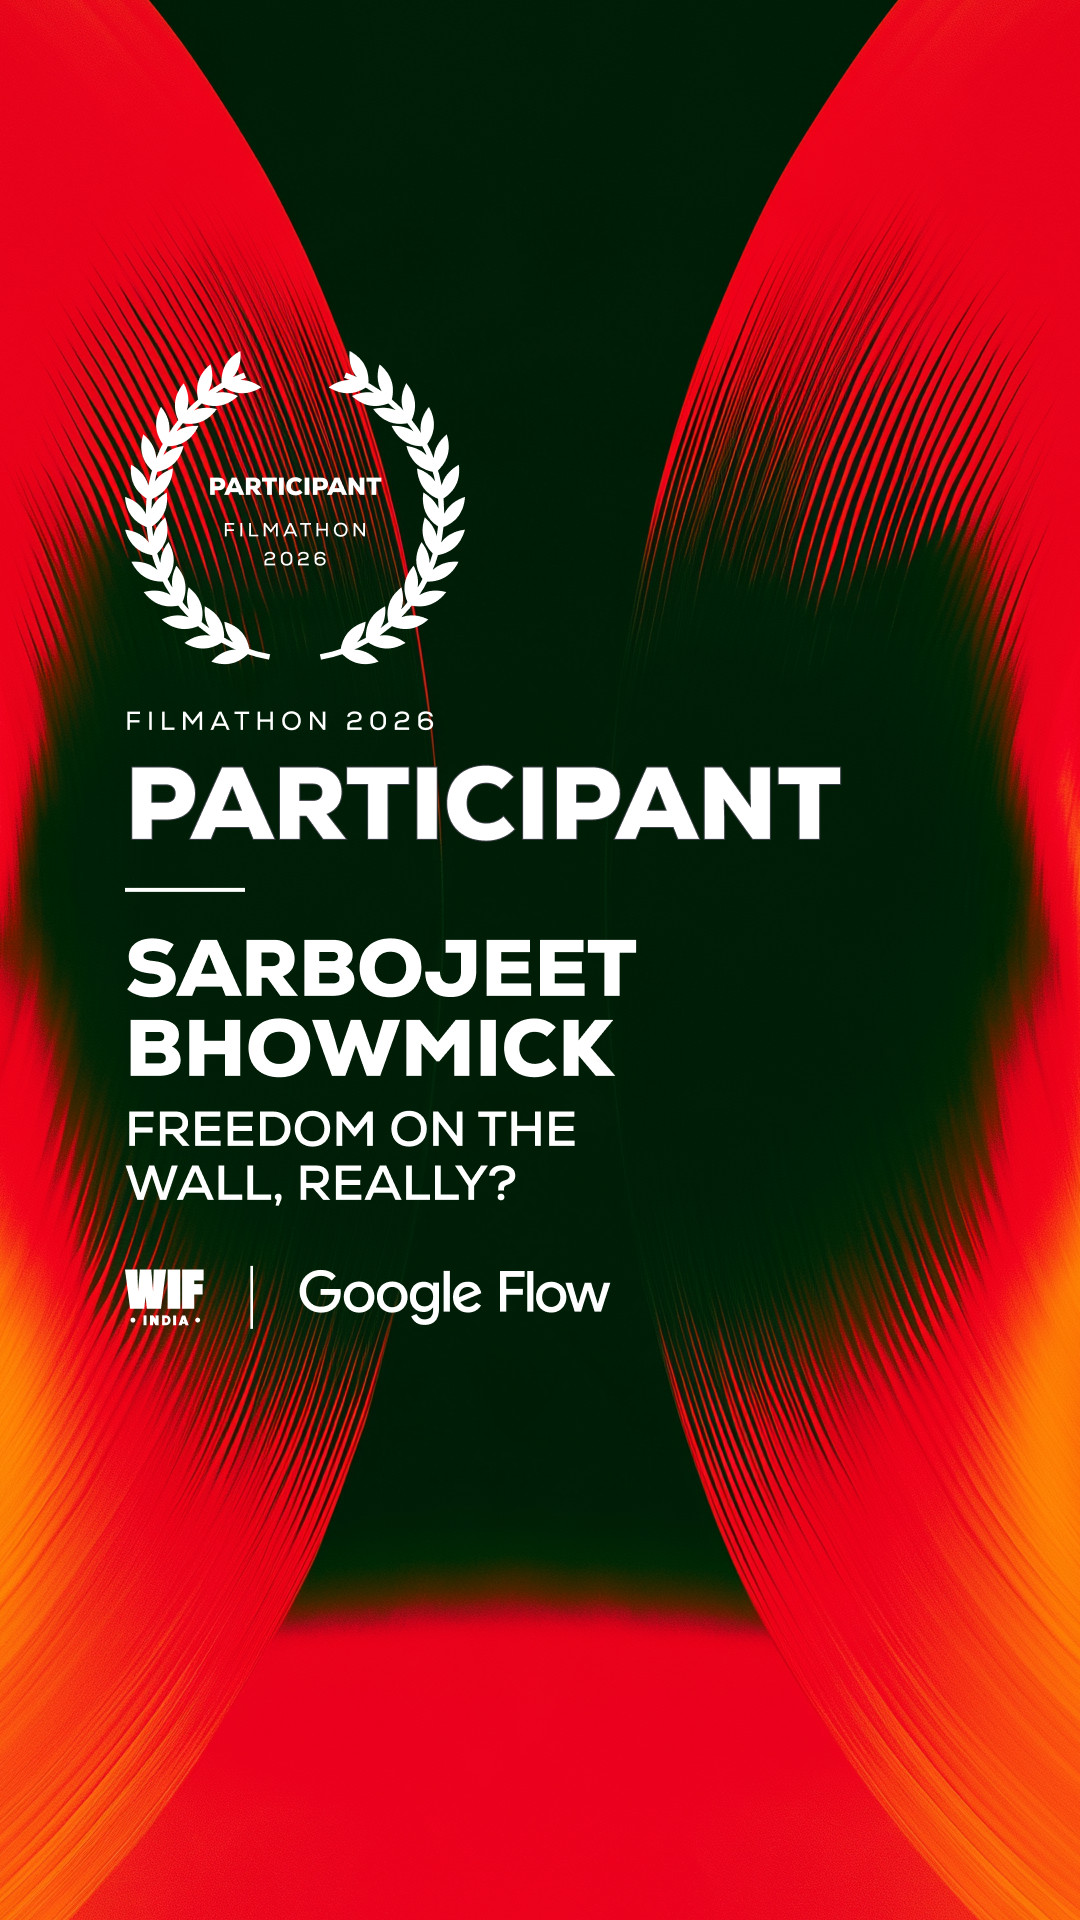 PARTICIPANT
FILMATHON
2026
FILMATHON 2026
PARTICIPANT
SARBOJEET
BHOWMICK
FREEDOM ON THE
WALL, REALLY?
WIF
• INDIA •
Google Flow